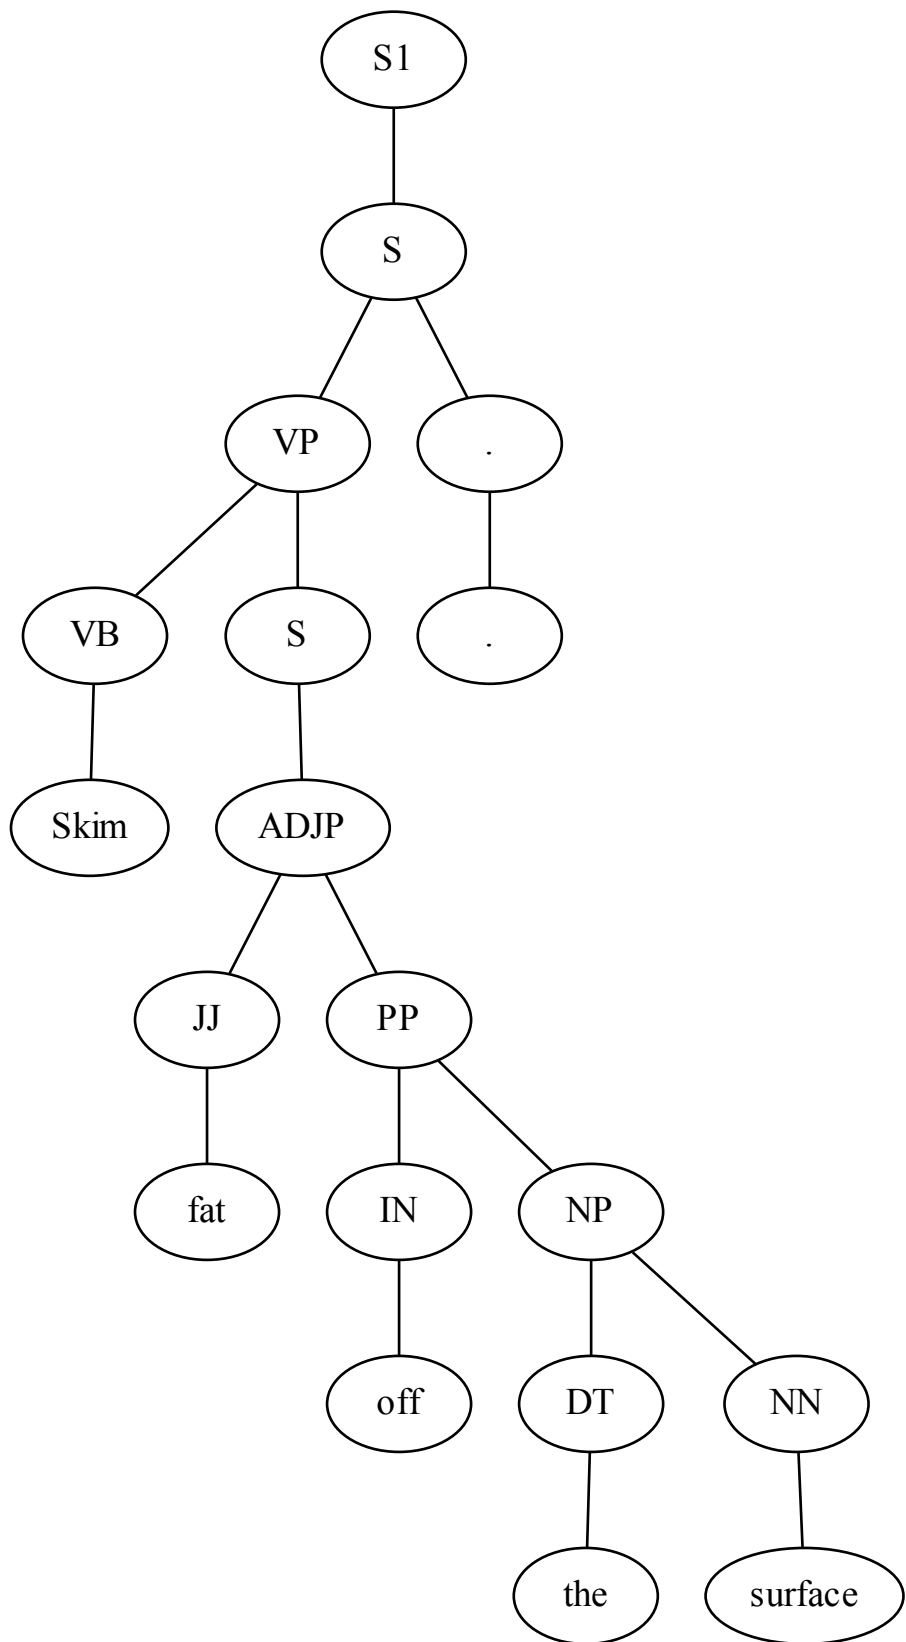 S1
S
VP .
VB S .
Skim ADJP
JJ PP
fat IN NP
off DT NN
the surface